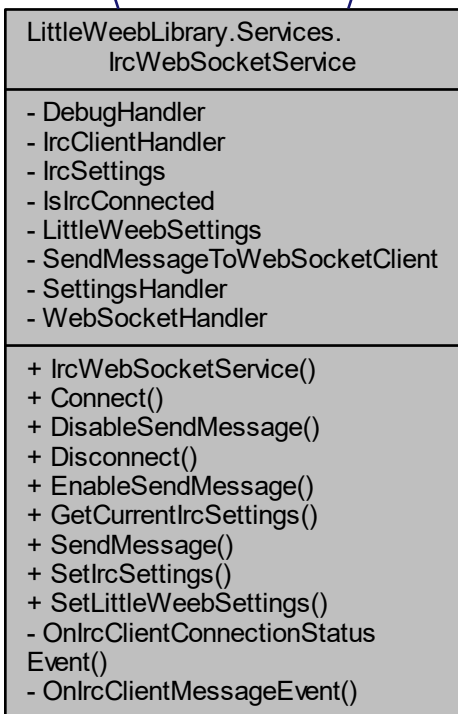 LittleWeebLibrary.Services.
IrcWebSocketService
- DebugHandler
- IrcClientHandler
- IrcSettings
- IsIrcConnected
- LittleWeebSettings
- SendMessageToWebSocketClient
- SettingsHandler
- WebSocketHandler
+ IrcWebSocketService()
+ Connect()
+ DisableSendMessage()
+ Disconnect()
+ EnableSendMessage()
+ GetCurrentIrcSettings()
+ SendMessage()
+ SetIrcSettings()
+ SetLittleWeebSettings()
- OnIrcClientConnectionStatus
Event()
- OnIrcClientMessageEvent()